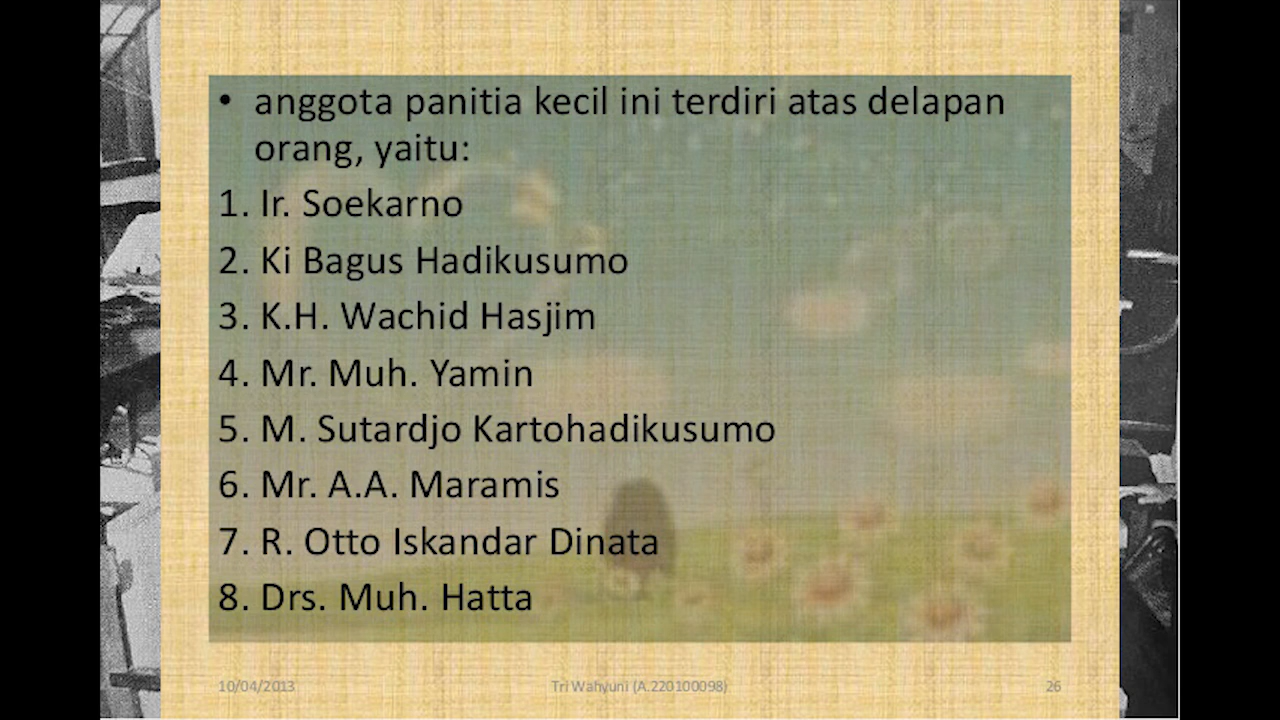 • anggota panitia kecil ini terdiri atas delapan
orang, yaitu:
1. Ir. Soekarno
2. Ki Bagus Hadikusumo
3. K.H. Wachid Hasjim
4. Mr. Muh. Yamin
5. M. Sutardjo Kartohadikusumo
6. Mr. A.A. Maramis
7. R. Otto Iskandar Dinata
8. Drs. Muh. Hatta
10/04/2013 Tri Wahyuni (A.220100098) 26